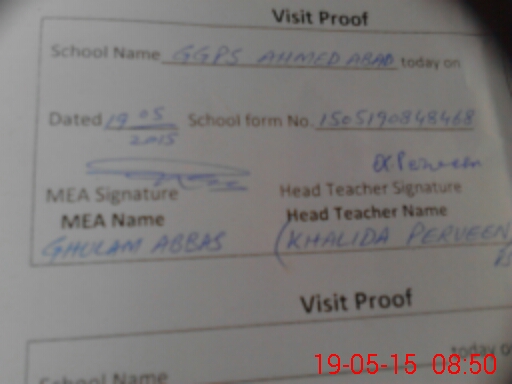 Visit Proof
School Name GGPS AHMED ABAD today on
Dated 19 05 2015 School form No. 1505190848468
MEA Signature Head Teacher Signature
MEA Name Head Teacher Name
GHULAM ABBAS (KHALIDA PERVEEN
Visit Proof
School Name today o
19-05-15 08:50